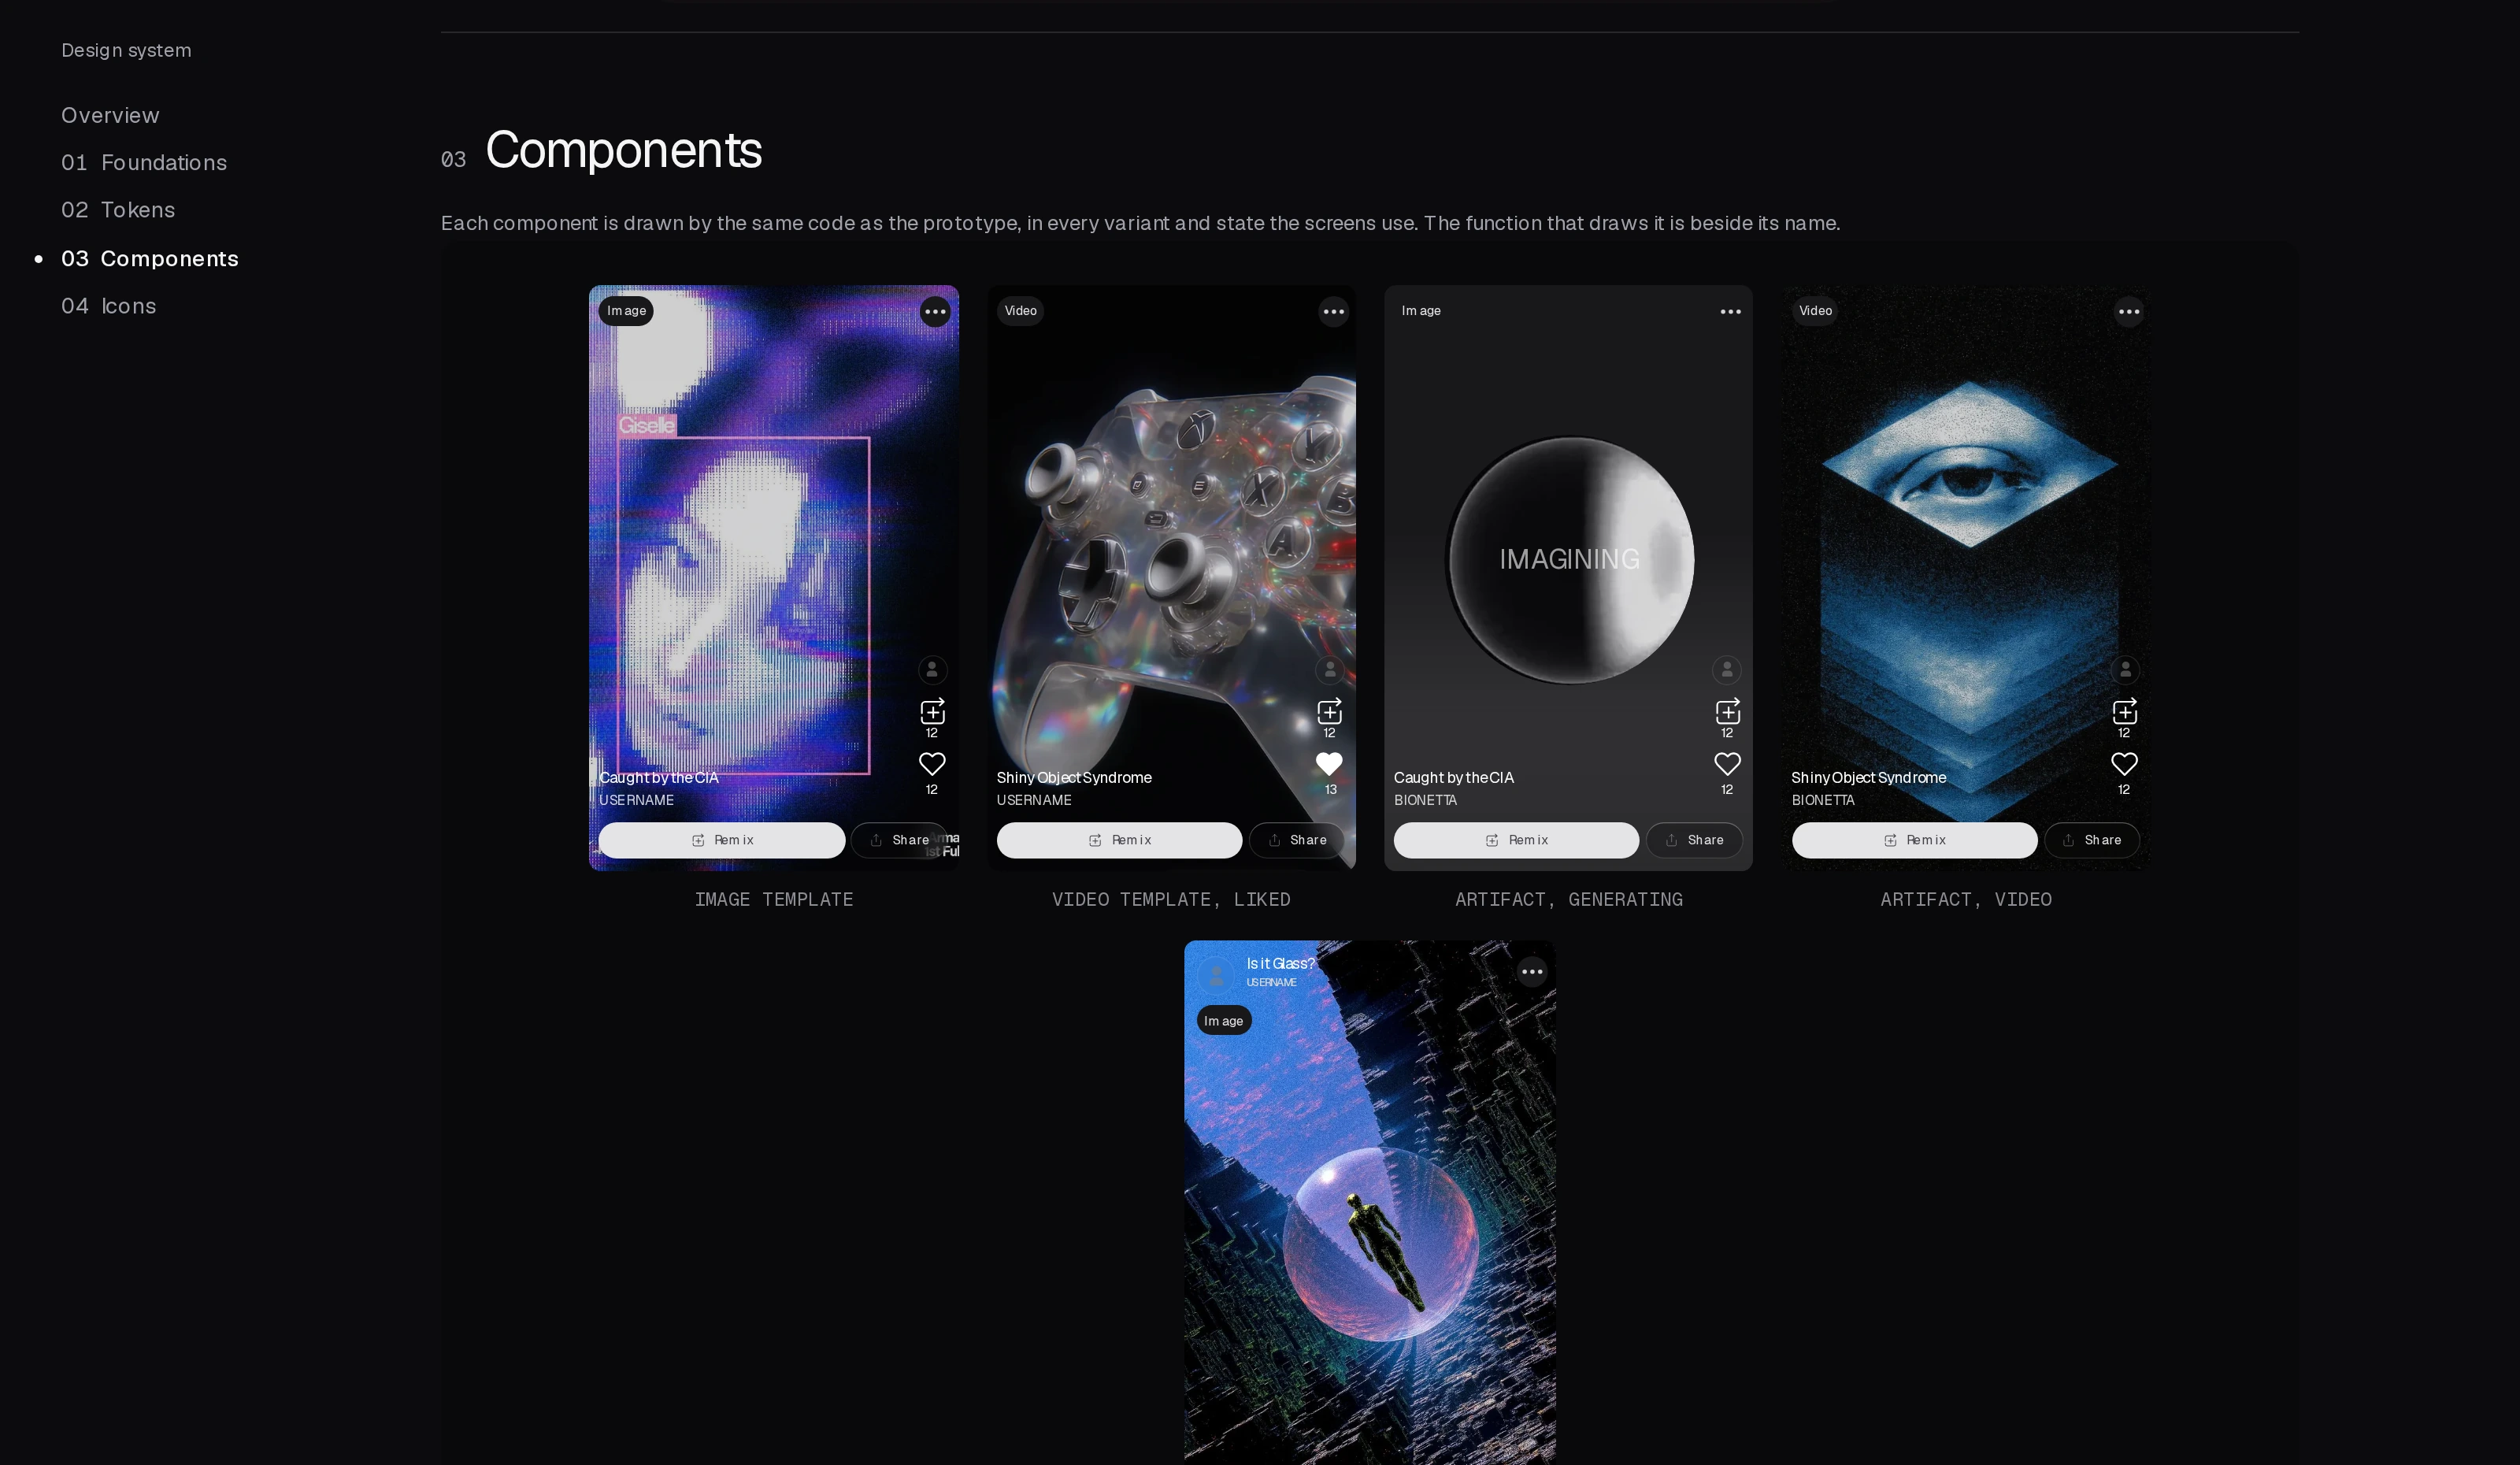 Design system
Overview
01 Foundations
02 Tokens
03 Components
04 Icons
03 Components
Each component is drawn by the same code as the prototype, in every variant and state the screens use. The function that draws it is beside its name.
Image
Giselle
12
12
Caught by the CIA
USERNAME
Remix
Share
IMAGE TEMPLATE
Video
Y
X
B
A
12
13
Shiny Object Syndrome
USERNAME
Remix
Share
VIDEO TEMPLATE, LIKED
Image
IMAGINING
12
12
Caught by the CIA
BIONETTA
Remix
Share
ARTIFACT, GENERATING
Video
12
12
Shiny Object Syndrome
BIONETTA
Remix
Share
ARTIFACT, VIDEO
Is it Glass?
USERNAME
Image